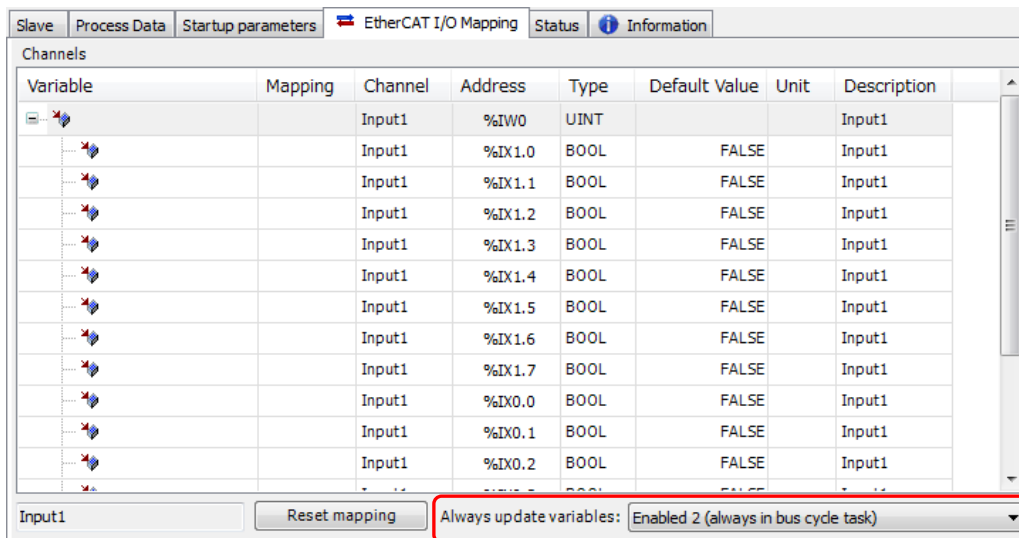 Slave Process Data Startup parameters EtherCAT I/O Mapping Status Information
Channels
Variable Mapping Channel Address Type Default Value Unit Description
Input1 %IW0 UINT Input1
Input1 %IX1.0 BOOL FALSE Input1
Input1 %IX1.1 BOOL FALSE Input1
Input1 %IX1.2 BOOL FALSE Input1
Input1 %IX1.3 BOOL FALSE Input1
Input1 %IX1.4 BOOL FALSE Input1
Input1 %IX1.5 BOOL FALSE Input1
Input1 %IX1.6 BOOL FALSE Input1
Input1 %IX1.7 BOOL FALSE Input1
Input1 %IX0.0 BOOL FALSE Input1
Input1 %IX0.1 BOOL FALSE Input1
Input1 %IX0.2 BOOL FALSE Input1
Input1 Reset mapping Always update variables: Enabled 2 (always in bus cycle task)